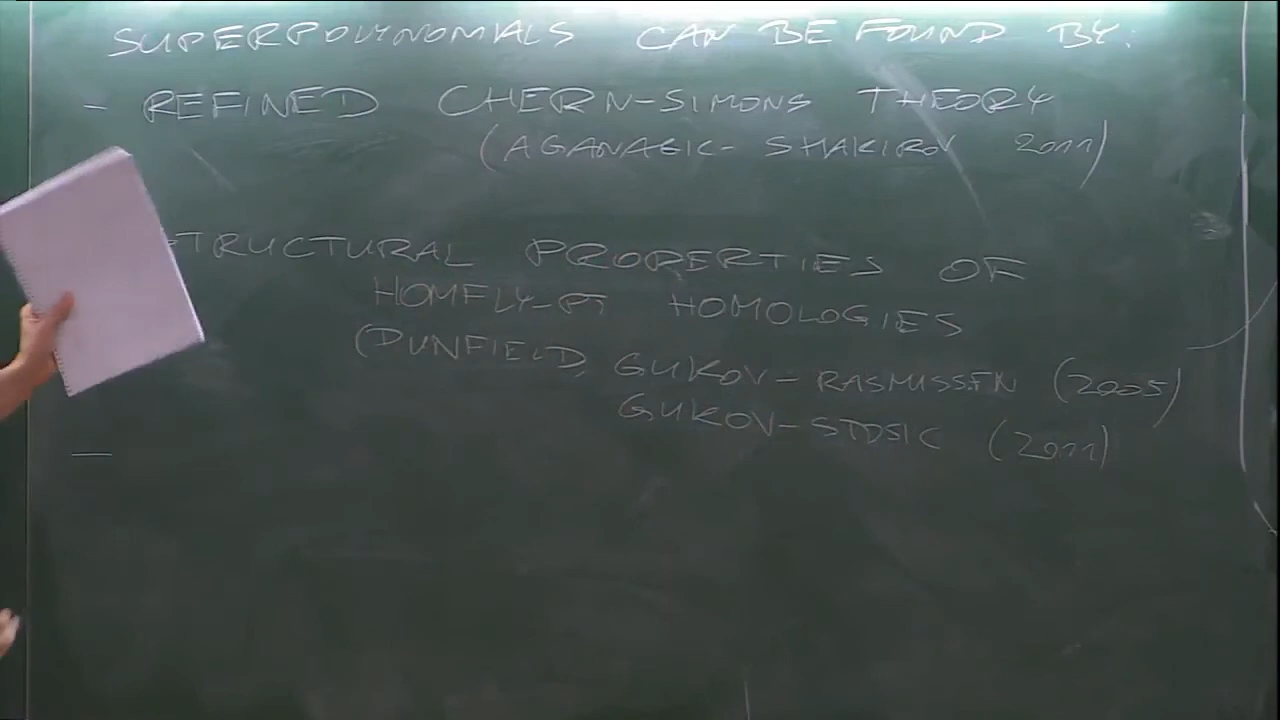 SUPERPOLYNOMIALS CAN BE FOUND BY:
- REFINED CHERN-SIMONS THEORY
(AGANAGIC- SHAKIROV 2011)
STRUCTURAL PROPERTIES OF
HOMFLY-PT HOMOLOGIES
(DUNFIELD, GUKOV-RASMUSSEN (2005)
GUKOV-STOSIC (2011)
—